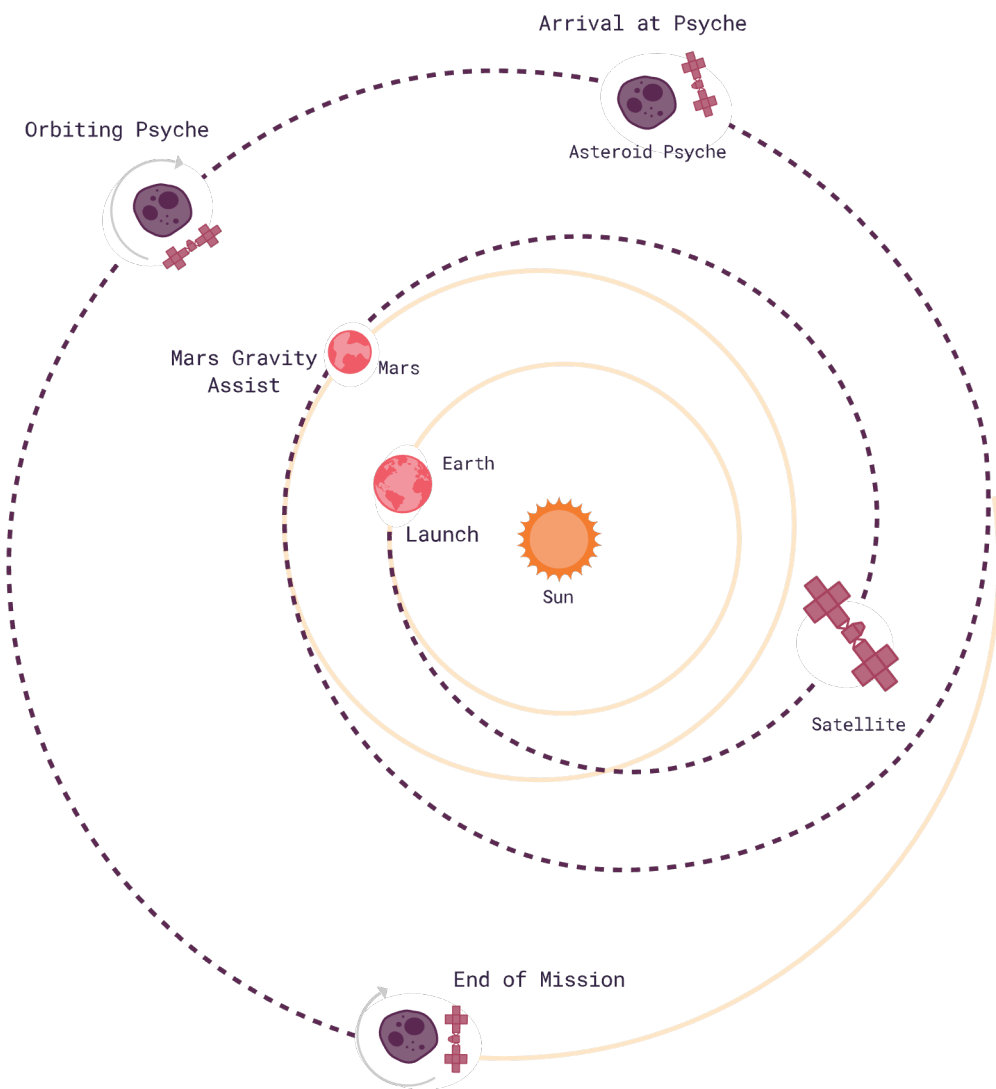 Arrival at Psyche
Orbiting Psyche
Asteroid Psyche
Mars Gravity
Assist
Mars
Earth
Launch
Sun
Satellite
End of Mission